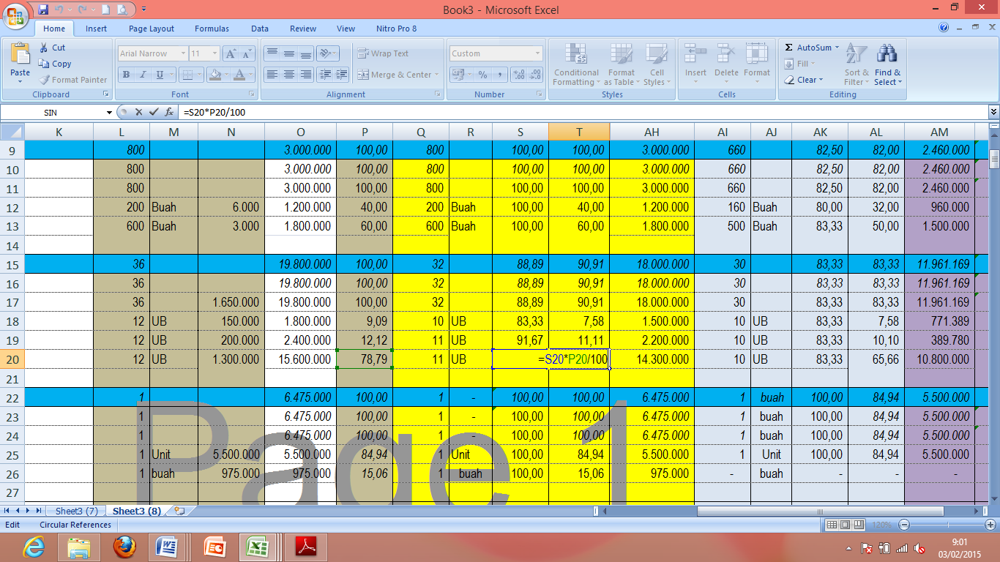 Book3 - Microsoft Excel
Home Insert Page Layout Formulas Data Review View Nitro Pro 8
Paste
Cut
Copy
Format Painter
Clipboard
Arial Narrow 11
B I U
Font
Wrap Text
Merge & Center
Alignment
Custom
Number
Conditional Formatting
Format as Table
Cell Styles
Styles
Insert Delete Format
Cells
AutoSum
Fill
Clear
Sort & Filter
Find & Select
Editing
SIN =S20*P20/100
K L M N O P Q R S T AH AI AJ AK AL AM
9 800 3.000.000 100,00 800 100,00 100,00 3.000.000 660 82,50 82,00 2.460.000
10 800 3.000.000 100,00 800 100,00 100,00 3.000.000 660 82,50 82,00 2.460.000
11 800 3.000.000 100,00 800 100,00 100,00 3.000.000 660 82,50 82,00 2.460.000
12 200 Buah 6.000 1.200.000 40,00 200 Buah 100,00 40,00 1.200.000 160 Buah 80,00 32,00 960.000
13 600 Buah 3.000 1.800.000 60,00 600 Buah 100,00 60,00 1.800.000 500 Buah 83,33 50,00 1.500.000
14
15 36 19.800.000 100,00 32 88,89 90,91 18.000.000 30 83,33 83,33 11.961.169
16 36 19.800.000 100,00 32 88,89 90,91 18.000.000 30 83,33 83,33 11.961.169
17 36 1.650.000 19.800.000 100,00 32 88,89 90,91 18.000.000 30 83,33 83,33 11.961.169
18 12 UB 150.000 1.800.000 9,09 10 UB 83,33 7,58 1.500.000 10 UB 83,33 7,58 771.389
19 12 UB 200.000 2.400.000 12,12 11 UB 91,67 11,11 2.200.000 10 UB 83,33 10,10 389.780
20 12 UB 1.300.000 15.600.000 78,79 11 UB =S20*P20/100 14.300.000 10 UB 83,33 65,66 10.800.000
21
22 1 6.475.000 100,00 1 - 100,00 100,00 6.475.000 1 buah 100,00 84,94 5.500.000
23 1 6.475.000 100,00 1 - 100,00 100,00 6.475.000 1 buah 100,00 84,94 5.500.000
24 1 6.475.000 100,00 1 - 100,00 100,00 6.475.000 1 buah 100,00 84,94 5.500.000
25 1 Unit 5.500.000 5.500.000 84,94 1 Unit 100,00 84,94 5.500.000 1 Unit 100,00 84,94 5.500.000
26 1 buah 975.000 975.000 15,06 1 buah 100,00 15,06 975.000 - buah - - -
27
Page 1
Sheet3 (7) Sheet3 (8)
Edit Circular References 120%
9:01
03/02/2015